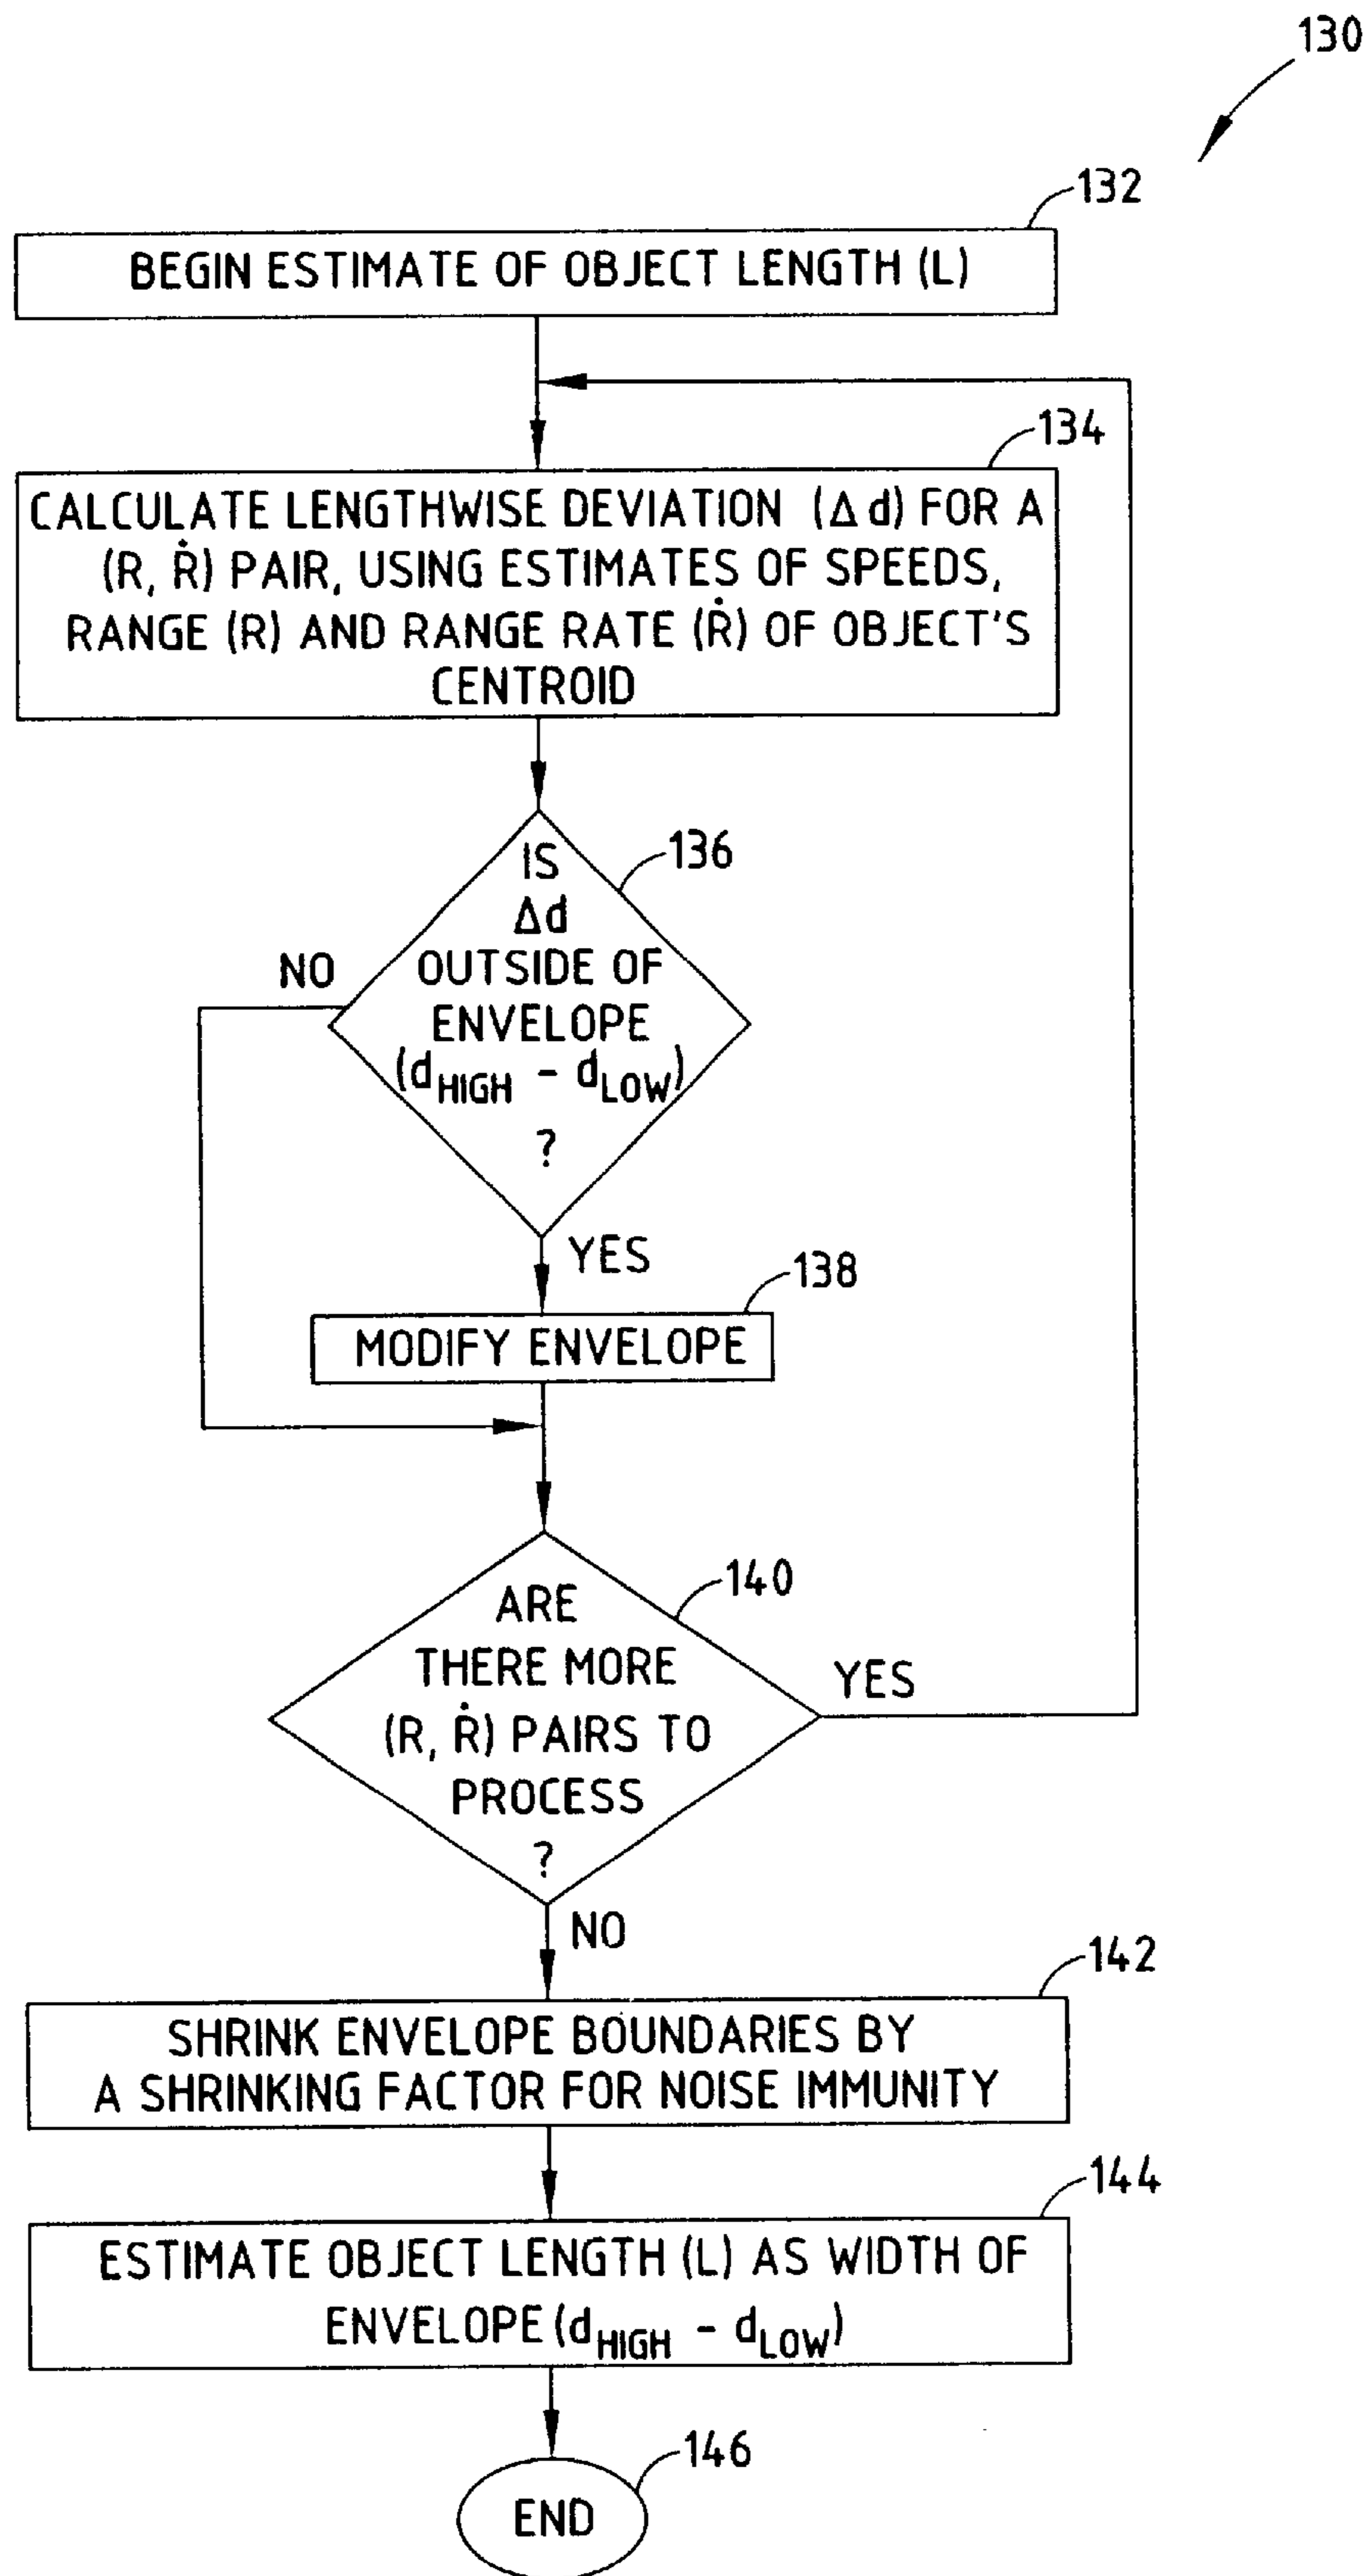 130
132
BEGIN ESTIMATE OF OBJECT LENGTH (L)
134
CALCULATE LENGTHWISE DEVIATION (Δd) FOR A
(R, Ṙ) PAIR, USING ESTIMATES OF SPEEDS,
RANGE (R) AND RANGE RATE (Ṙ) OF OBJECT'S
CENTROID
136
IS
Δd
OUTSIDE OF
ENVELOPE
(dHIGH - dLOW)
?
NO
YES
138
MODIFY ENVELOPE
140
ARE
THERE MORE
(R, Ṙ) PAIRS TO
PROCESS
?
YES
NO
142
SHRINK ENVELOPE BOUNDARIES BY
A SHRINKING FACTOR FOR NOISE IMMUNITY
144
ESTIMATE OBJECT LENGTH (L) AS WIDTH OF
ENVELOPE (dHIGH - dLOW)
146
END